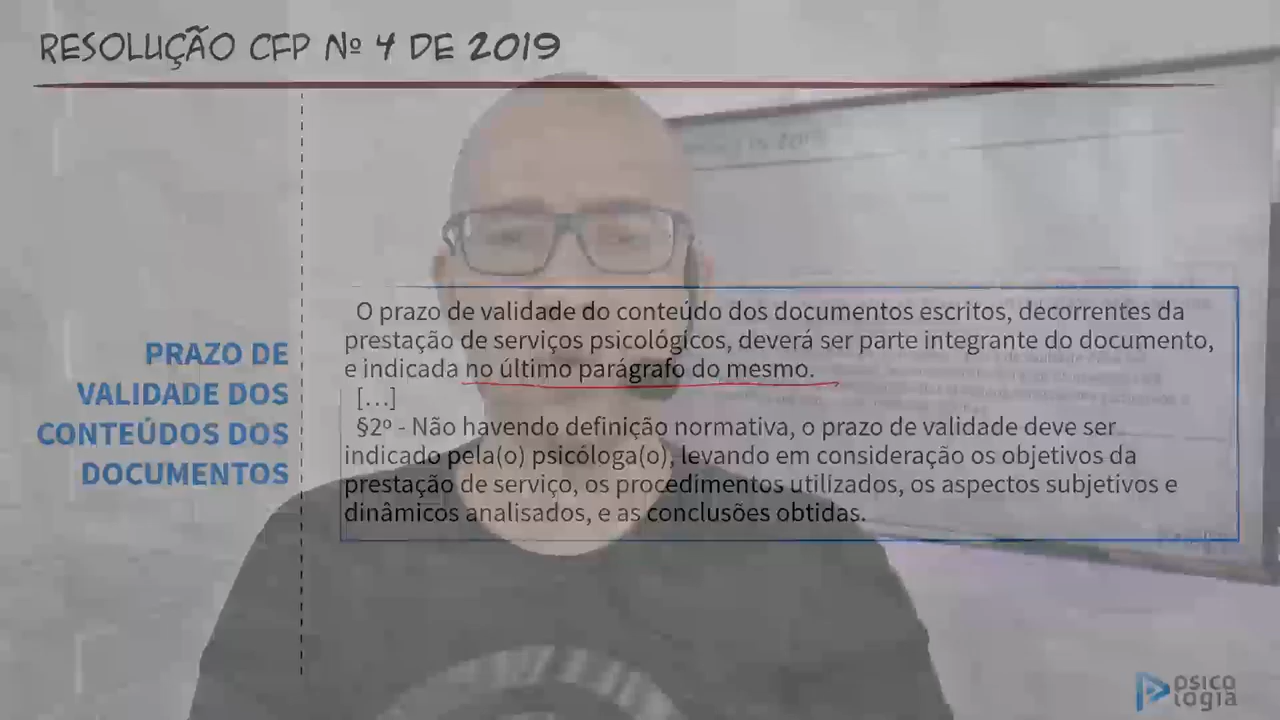 RESOLUÇÃO CFP Nº 4 DE 2019
PRAZO DE
VALIDADE DOS
CONTEÚDOS DOS
DOCUMENTOS
O prazo de validade do conteúdo dos documentos escritos, decorrentes da
prestação de serviços psicológicos, deverá ser parte integrante do documento,
e indicada no último parágrafo do mesmo.
[...]
§2º - Não havendo definição normativa, o prazo de validade deve ser
indicado pela(o) psicóloga(o), levando em consideração os objetivos da
prestação de serviço, os procedimentos utilizados, os aspectos subjetivos e
dinâmicos analisados, e as conclusões obtidas.
psico
logia